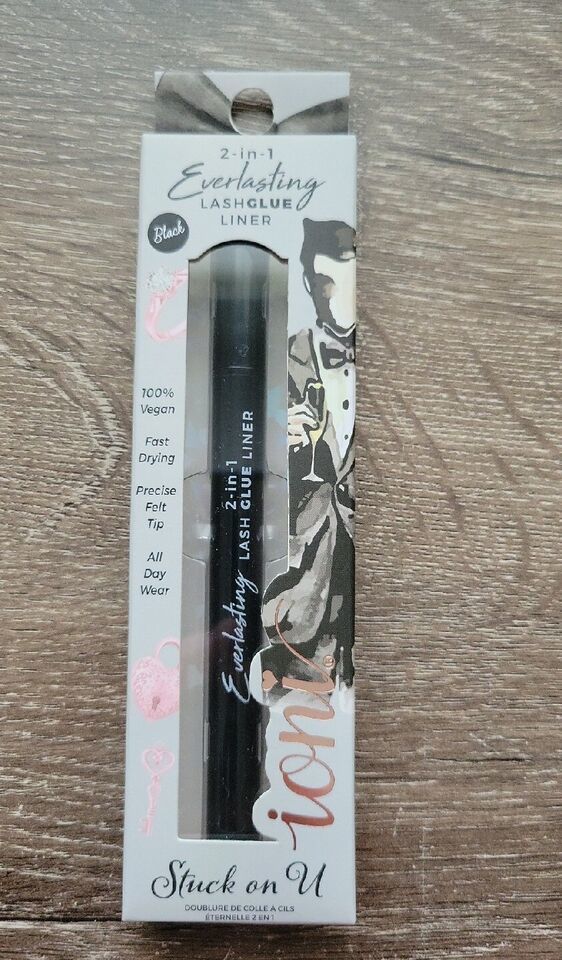 2-in-1
Everlasting
LASHGLUE
LINER
Black
100%
Vegan
Fast
Drying
Precise
Felt
Tip
All
Day
Wear
Everlasting
2-in-1
LASH GLUE LINER
ioni®
Stuck on U
DOUBLURE DE COLLE À CILS
ÉTERNELLE 2 EN 1